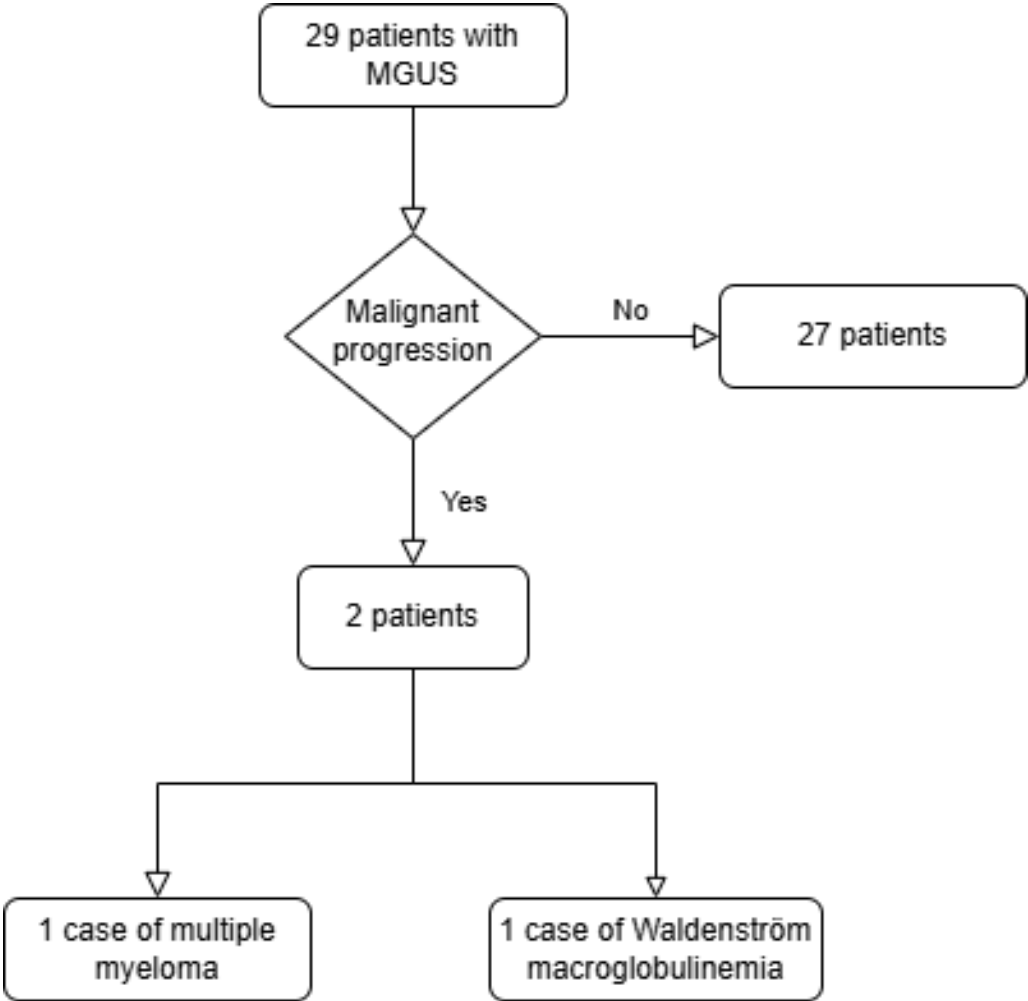 29 patients with
MGUS
Malignant
progression
No
27 patients
Yes
2 patients
1 case of multiple
myeloma
1 case of Waldenström
macroglobulinemia